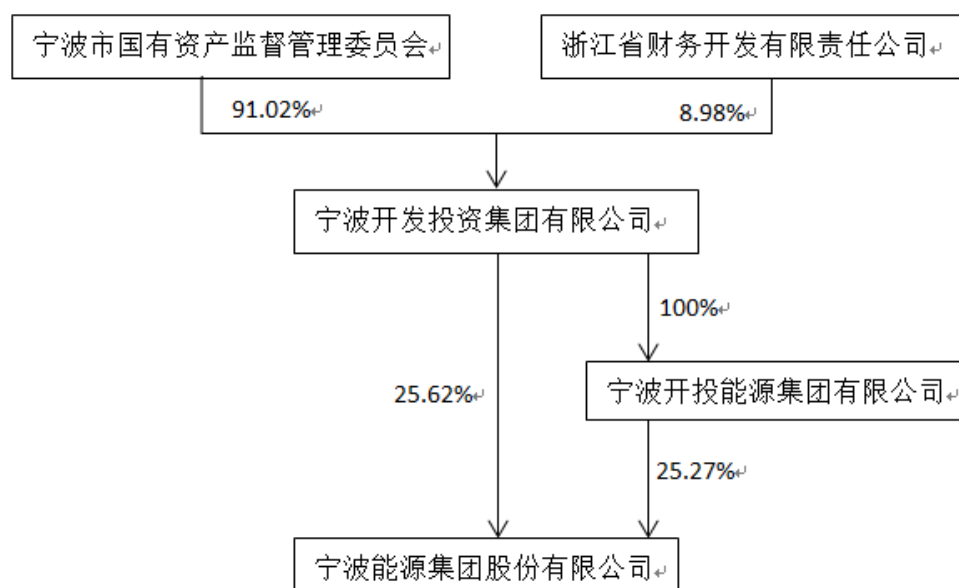 宁波市国有资产监督管理委员会
浙江省财务开发有限责任公司
91.02%
8.98%
宁波开发投资集团有限公司
100%
宁波开投能源集团有限公司
25.62%
25.27%
宁波能源集团股份有限公司